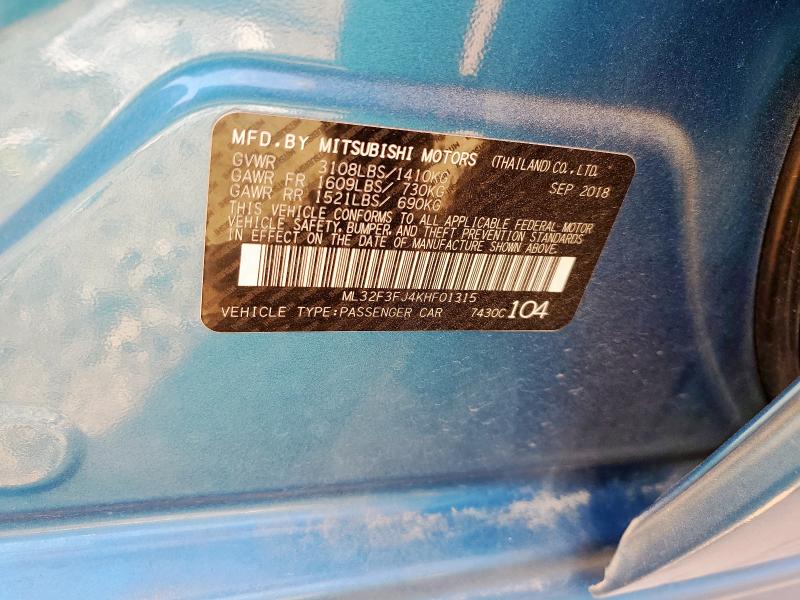 MFD.BY MITSUBISHI MOTORS (THAILAND) CO., LTD.
GVWR 3108LBS/1410KG SEP 2018
GAWR FR 1609LBS/ 730KG
GAWR RR 1521LBS/ 690KG
THIS VEHICLE CONFORMS TO ALL APPLICABLE FEDERAL MOTOR
VEHICLE SAFETY, BUMPER, AND THEFT PREVENTION STANDARDS
IN EFFECT ON THE DATE OF MANUFACTURE SHOWN ABOVE.
ML32F3FJ4KHF01315
VEHICLE TYPE:PASSENGER CAR 7430C 104